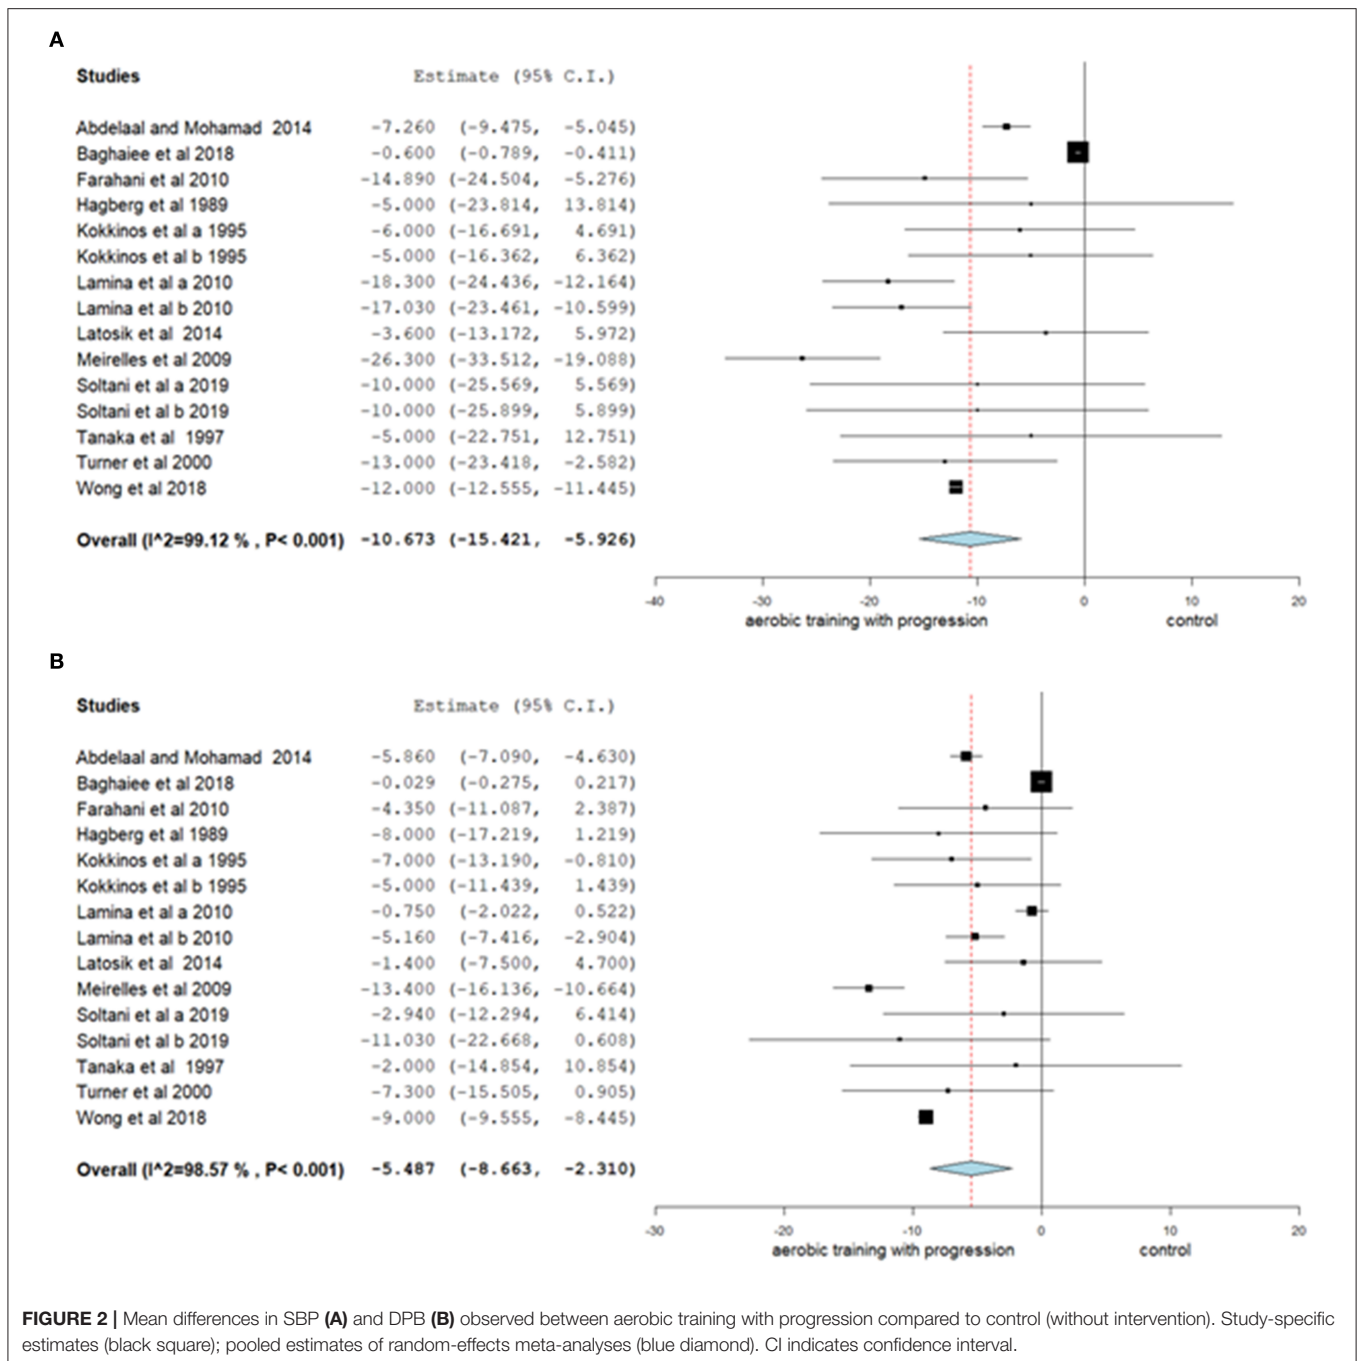 A
Studies Estimate (95% C.I.)
Abdelaal and Mohamad 2014 -7.260 (-9.475, -5.045)
Baghaiee et al 2018 -0.600 (-0.789, -0.411)
Farahani et al 2010 -14.890 (-24.504, -5.276)
Hagberg et al 1989 -5.000 (-23.814, 13.814)
Kokkinos et al a 1995 -6.000 (-16.691, 4.691)
Kokkinos et al b 1995 -5.000 (-16.362, 6.362)
Lamina et al a 2010 -18.300 (-24.436, -12.164)
Lamina et al b 2010 -17.030 (-23.461, -10.599)
Latosik et al 2014 -3.600 (-13.172, 5.972)
Meirelles et al 2009 -26.300 (-33.512, -19.088)
Soltani et al a 2019 -10.000 (-25.569, 5.569)
Soltani et al b 2019 -10.000 (-25.899, 5.899)
Tanaka et al 1997 -5.000 (-22.751, 12.751)
Turner et al 2000 -13.000 (-23.418, -2.582)
Wong et al 2018 -12.000 (-12.555, -11.445)
Overall (I^2=99.12 % , P< 0.001) -10.673 (-15.421, -5.926)
-40 -30 -20 -10 0 10 20
aerobic training with progression control
B
Studies Estimate (95% C.I.)
Abdelaal and Mohamad 2014 -5.860 (-7.090, -4.630)
Baghaiee et al 2018 -0.029 (-0.275, 0.217)
Farahani et al 2010 -4.350 (-11.087, 2.387)
Hagberg et al 1989 -8.000 (-17.219, 1.219)
Kokkinos et al a 1995 -7.000 (-13.190, -0.810)
Kokkinos et al b 1995 -5.000 (-11.439, 1.439)
Lamina et al a 2010 -0.750 (-2.022, 0.522)
Lamina et al b 2010 -5.160 (-7.416, -2.904)
Latosik et al 2014 -1.400 (-7.500, 4.700)
Meirelles et al 2009 -13.400 (-16.136, -10.664)
Soltani et al a 2019 -2.940 (-12.294, 6.414)
Soltani et al b 2019 -11.030 (-22.668, 0.608)
Tanaka et al 1997 -2.000 (-14.854, 10.854)
Turner et al 2000 -7.300 (-15.505, 0.905)
Wong et al 2018 -9.000 (-9.555, -8.445)
Overall (I^2=98.57 % , P< 0.001) -5.487 (-8.663, -2.310)
-30 -20 -10 0 10 20
aerobic training with progression control
FIGURE 2 | Mean differences in SBP (A) and DPB (B) observed between aerobic training with progression compared to control (without intervention). Study-specific
estimates (black square); pooled estimates of random-effects meta-analyses (blue diamond). CI indicates confidence interval.